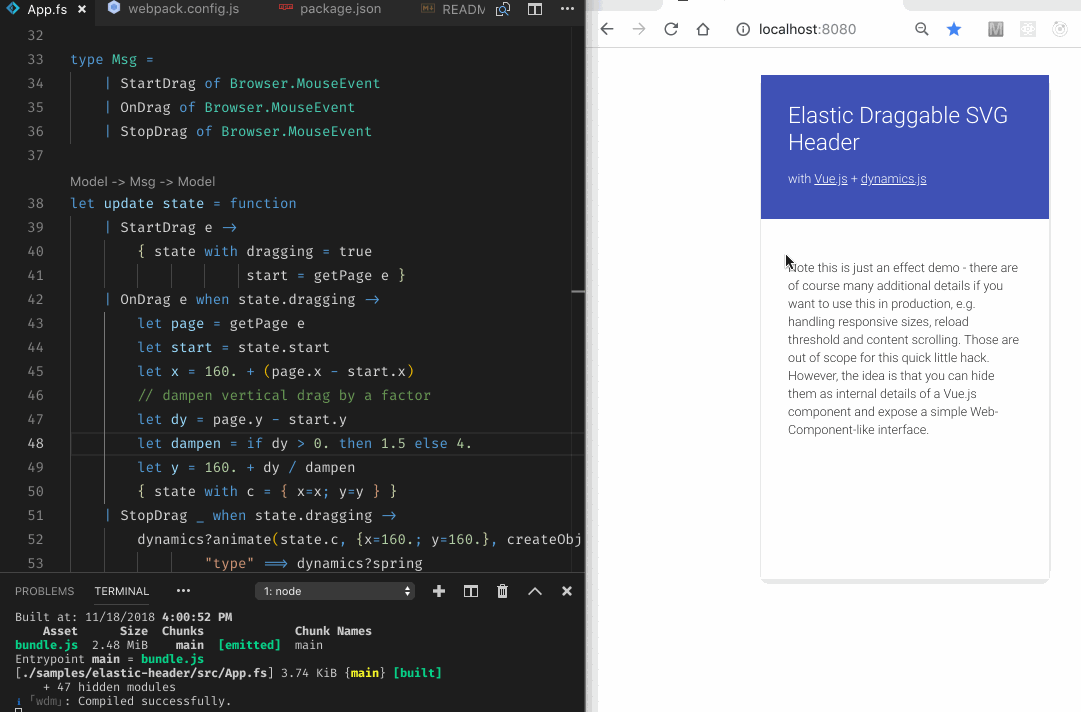 App.fs
webpack.config.js
package.json
README
32
33 type Msg =
34 | StartDrag of Browser.MouseEvent
35 | OnDrag of Browser.MouseEvent
36 | StopDrag of Browser.MouseEvent
37
Model -> Msg -> Model
38 let update state = function
39 | StartDrag e ->
40 { state with dragging = true
41 start = getPage e }
42 | OnDrag e when state.dragging ->
43 let page = getPage e
44 let start = state.start
45 let x = 160. + (page.x - start.x)
46 // dampen vertical drag by a factor
47 let dy = page.y - start.y
48 let dampen = if dy > 0. then 1.5 else 4.
49 let y = 160. + dy / dampen
50 { state with c = { x=x; y=y } }
51 | StopDrag _ when state.dragging ->
52 dynamics?animate(state.c, {x=160.; y=160.}, createObj
53 "type" ==> dynamics?spring
PROBLEMS TERMINAL ••• 1: node
Built at: 11/18/2018 4:00:52 PM
Asset Size Chunks Chunk Names
bundle.js 2.48 MiB main [emitted] main
Entrypoint main = bundle.js
[./samples/elastic-header/src/App.fs] 3.74 KiB {main} [built]
+ 47 hidden modules
i ｢wdm｣: Compiled successfully.
localhost:8080
Elastic Draggable SVG
Header
with Vue.js + dynamics.js
Note this is just an effect demo - there are
of course many additional details if you
want to use this in production, e.g.
handling responsive sizes, reload
threshold and content scrolling. Those are
out of scope for this quick little hack.
However, the idea is that you can hide
them as internal details of a Vue.js
component and expose a simple Web-
Component-like interface.